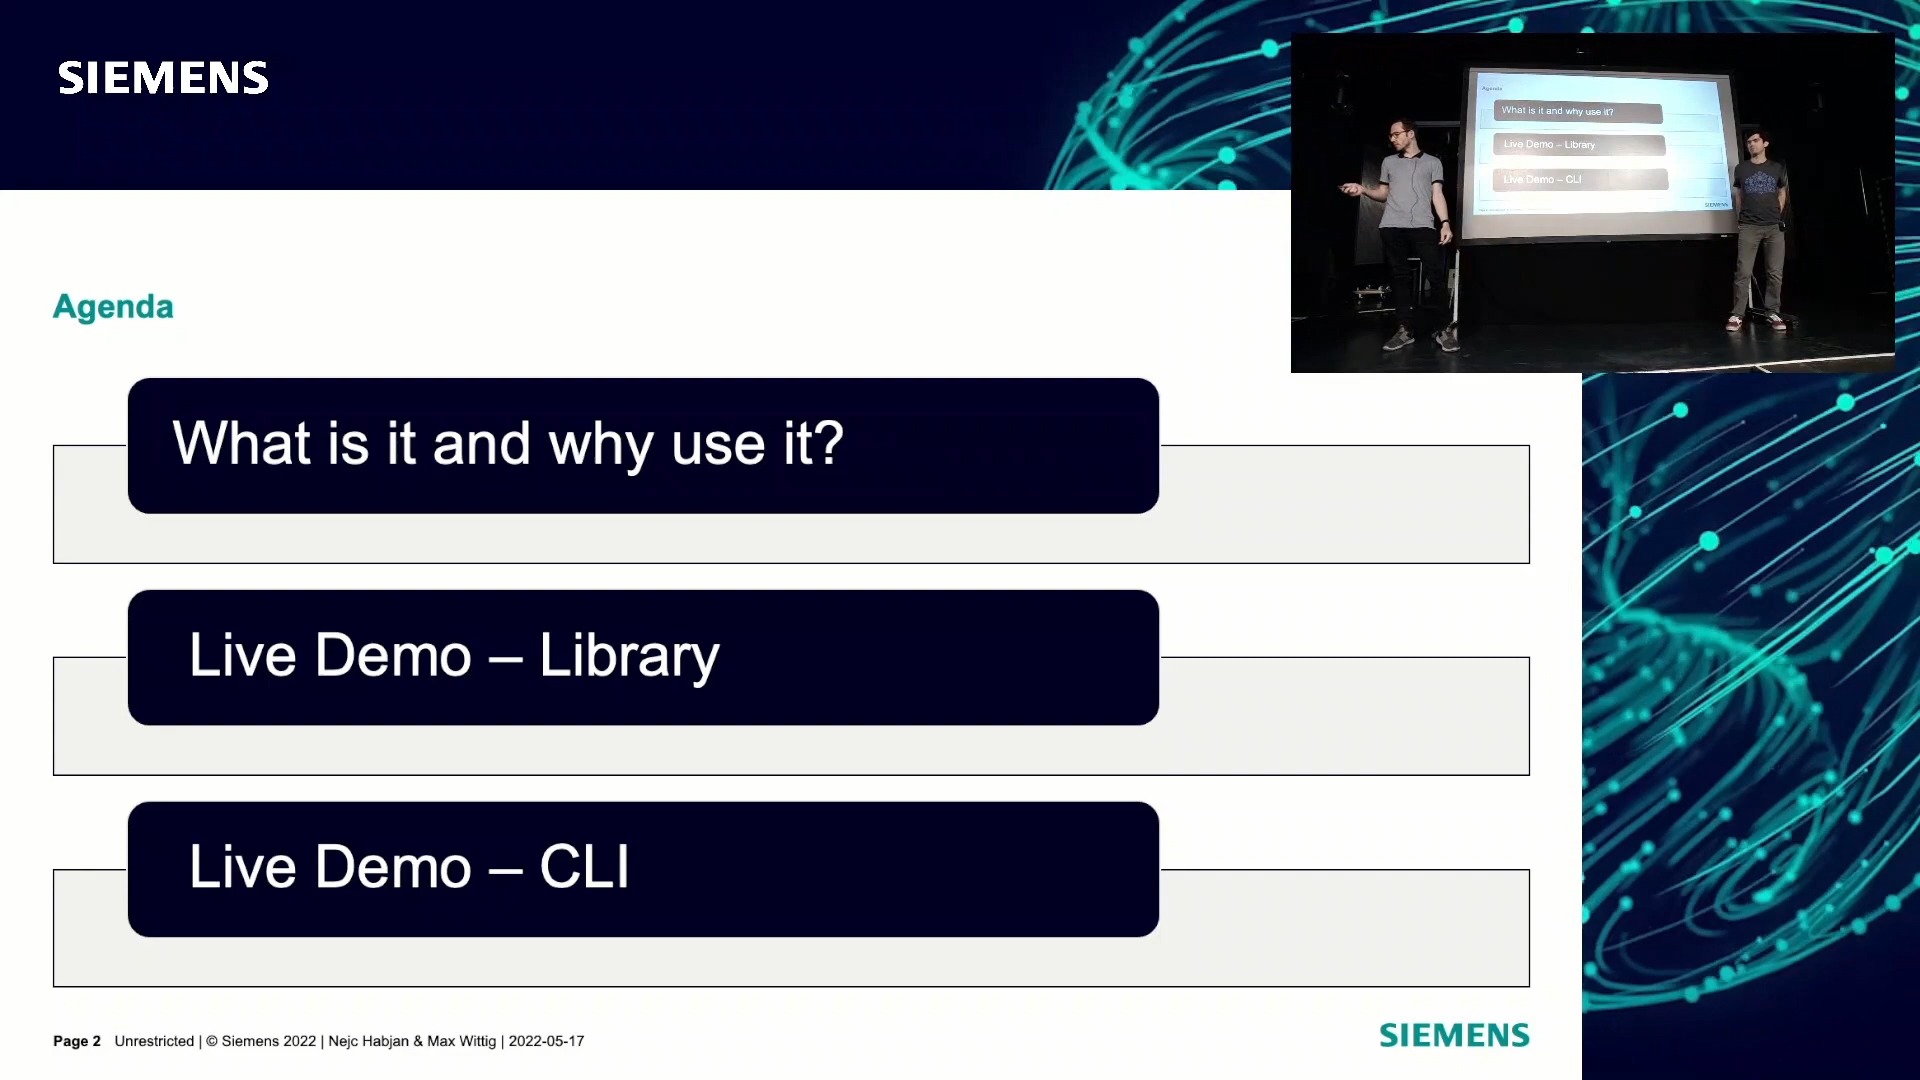 SIEMENS
Agenda
What is it and why use it?
Live Demo – Library
Live Demo – CLI
Page 2 Unrestricted | © Siemens 2022 | Nejc Habjan & Max Wittig | 2022-05-17
SIEMENS
Agenda
What is it and why use it?
Live Demo – Library
Live Demo – CLI
SIEMENS